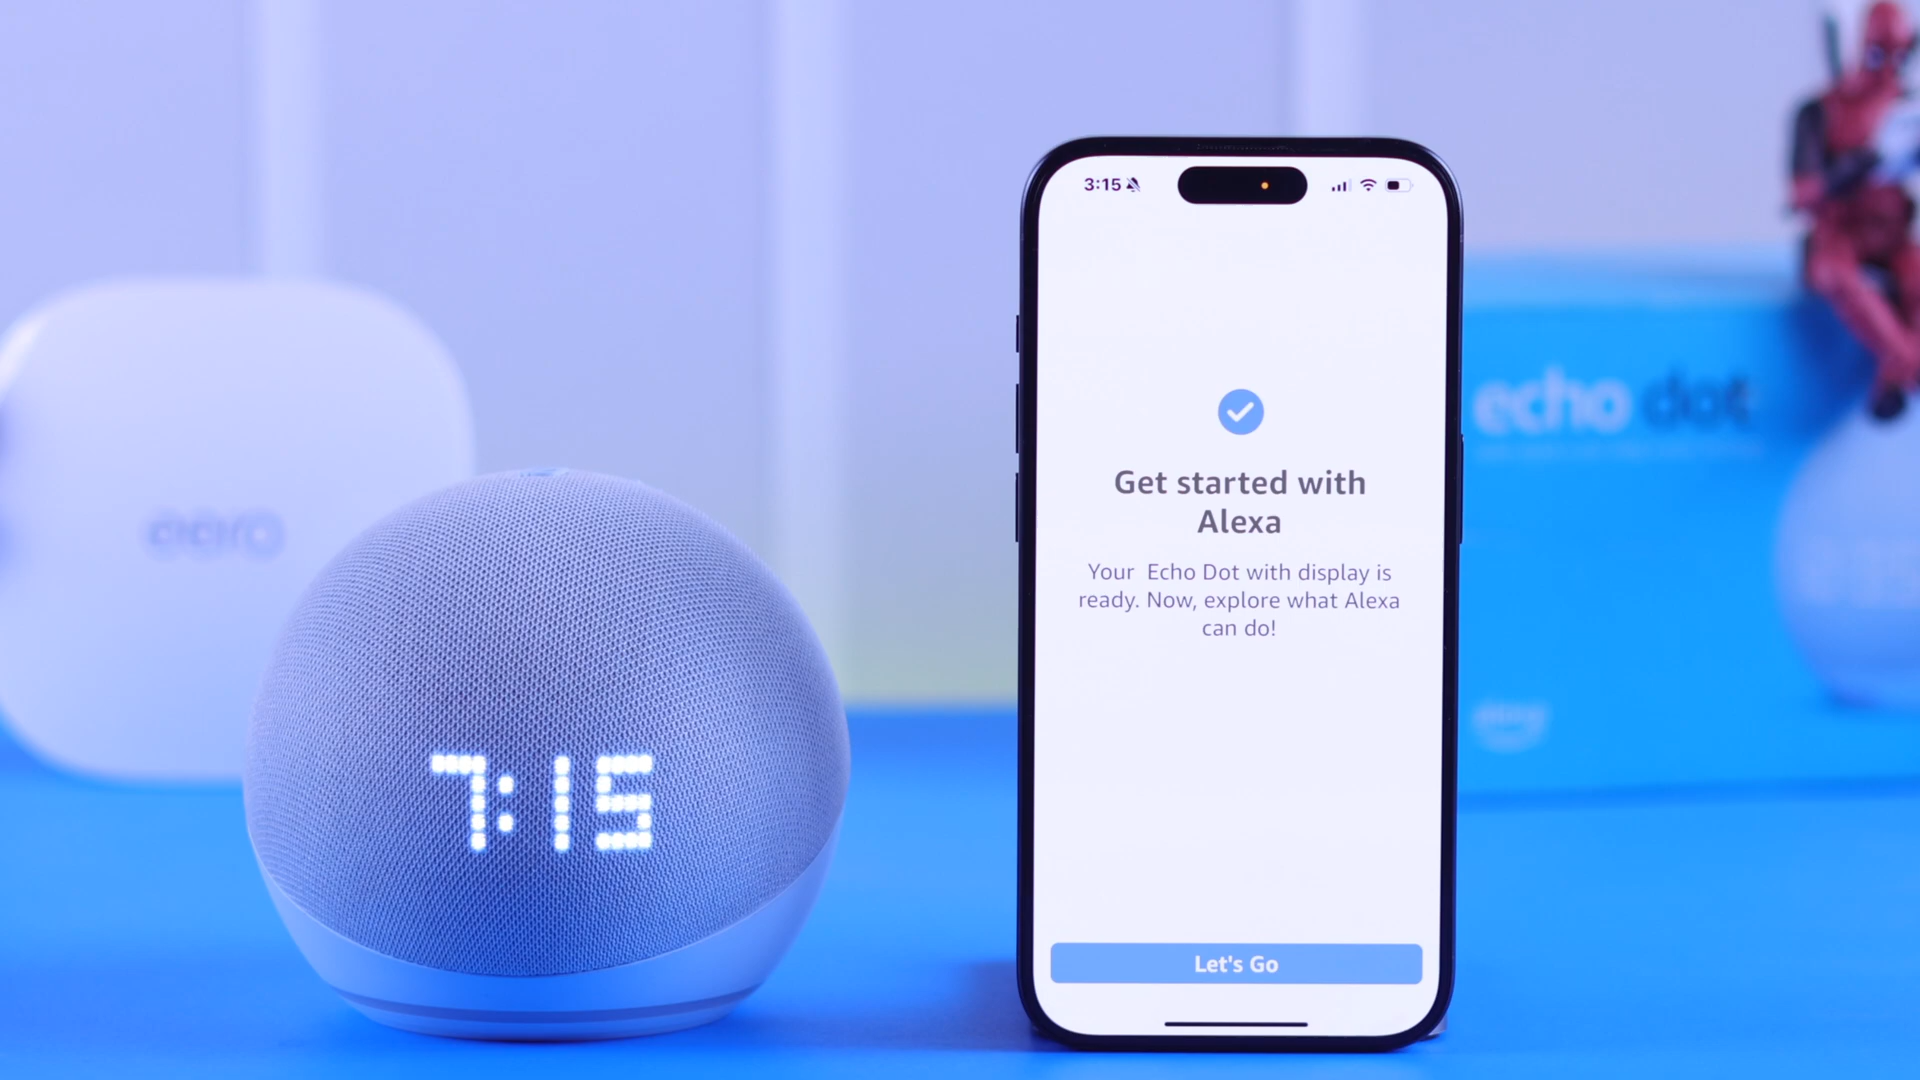 3:15
Get started with
Alexa
Your Echo Dot with display is
ready. Now, explore what Alexa
can do!
Let's Go
7:15
eero
echo dot